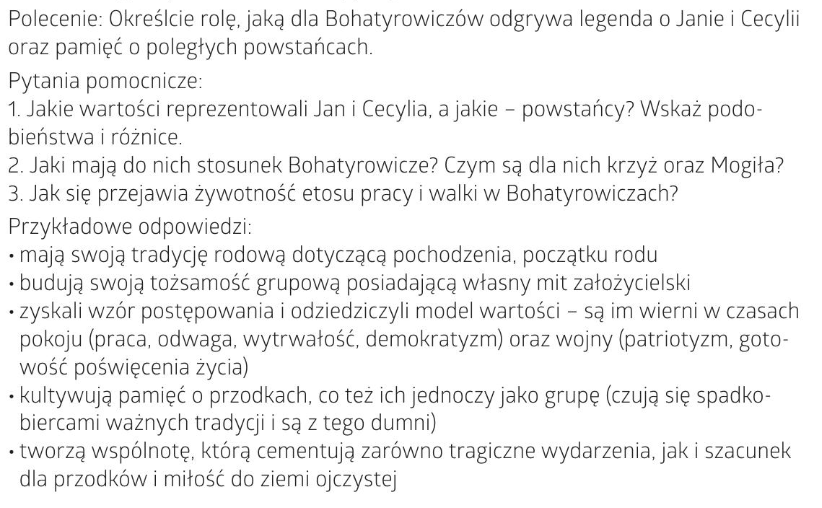 Polecenie: Określcie rolę, jaką dla Bohatyrowiczów odgrywa legenda o Janie i Cecylii
oraz pamięć o poległych powstańcach.
Pytania pomocnicze:
1. Jakie wartości reprezentowali Jan i Cecylia, a jakie – powstańcy? Wskaż podo-
bieństwa i różnice.
2. Jaki mają do nich stosunek Bohatyrowicze? Czym są dla nich krzyż oraz Mogiła?
3. Jak się przejawia żywotność etosu pracy i walki w Bohatyrowiczach?
Przykładowe odpowiedzi:
• mają swoją tradycję rodową dotyczącą pochodzenia, początku rodu
• budują swoją tożsamość grupową posiadającą własny mit założycielski
• zyskali wzór postępowania i odziedziczyli model wartości – są im wierni w czasach
pokoju (praca, odwaga, wytrwałość, demokratyzm) oraz wojny (patriotyzm, goto-
wość poświęcenia życia)
• kultywują pamięć o przodkach, co też ich jednoczy jako grupę (czują się spadko-
biercami ważnych tradycji i są z tego dumni)
• tworzą wspólnotę, którą cementują zarówno tragiczne wydarzenia, jak i szacunek
dla przodków i miłość do ziemi ojczystej